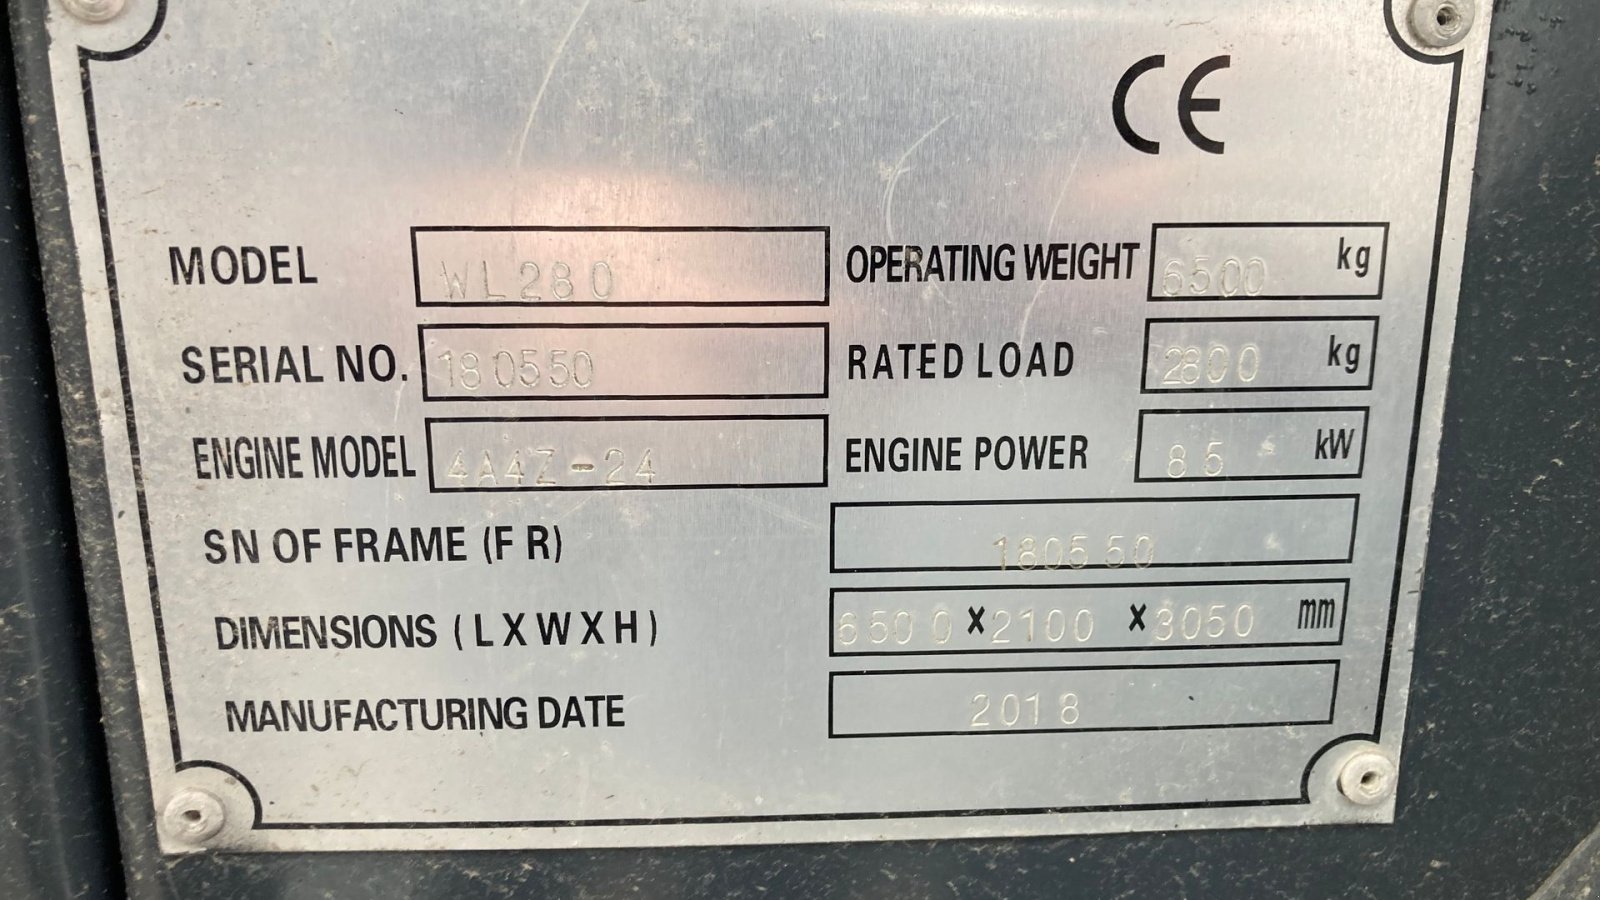 CE
MODEL WL280 OPERATING WEIGHT 6500 kg
SERIAL NO. 180550 RATED LOAD 2800 kg
ENGINE MODEL 4A4Z-24 ENGINE POWER 85 kW
SN OF FRAME (F R) 180550
DIMENSIONS (LXWXH) 6500 × 2100 × 3050 mm
MANUFACTURING DATE 2018